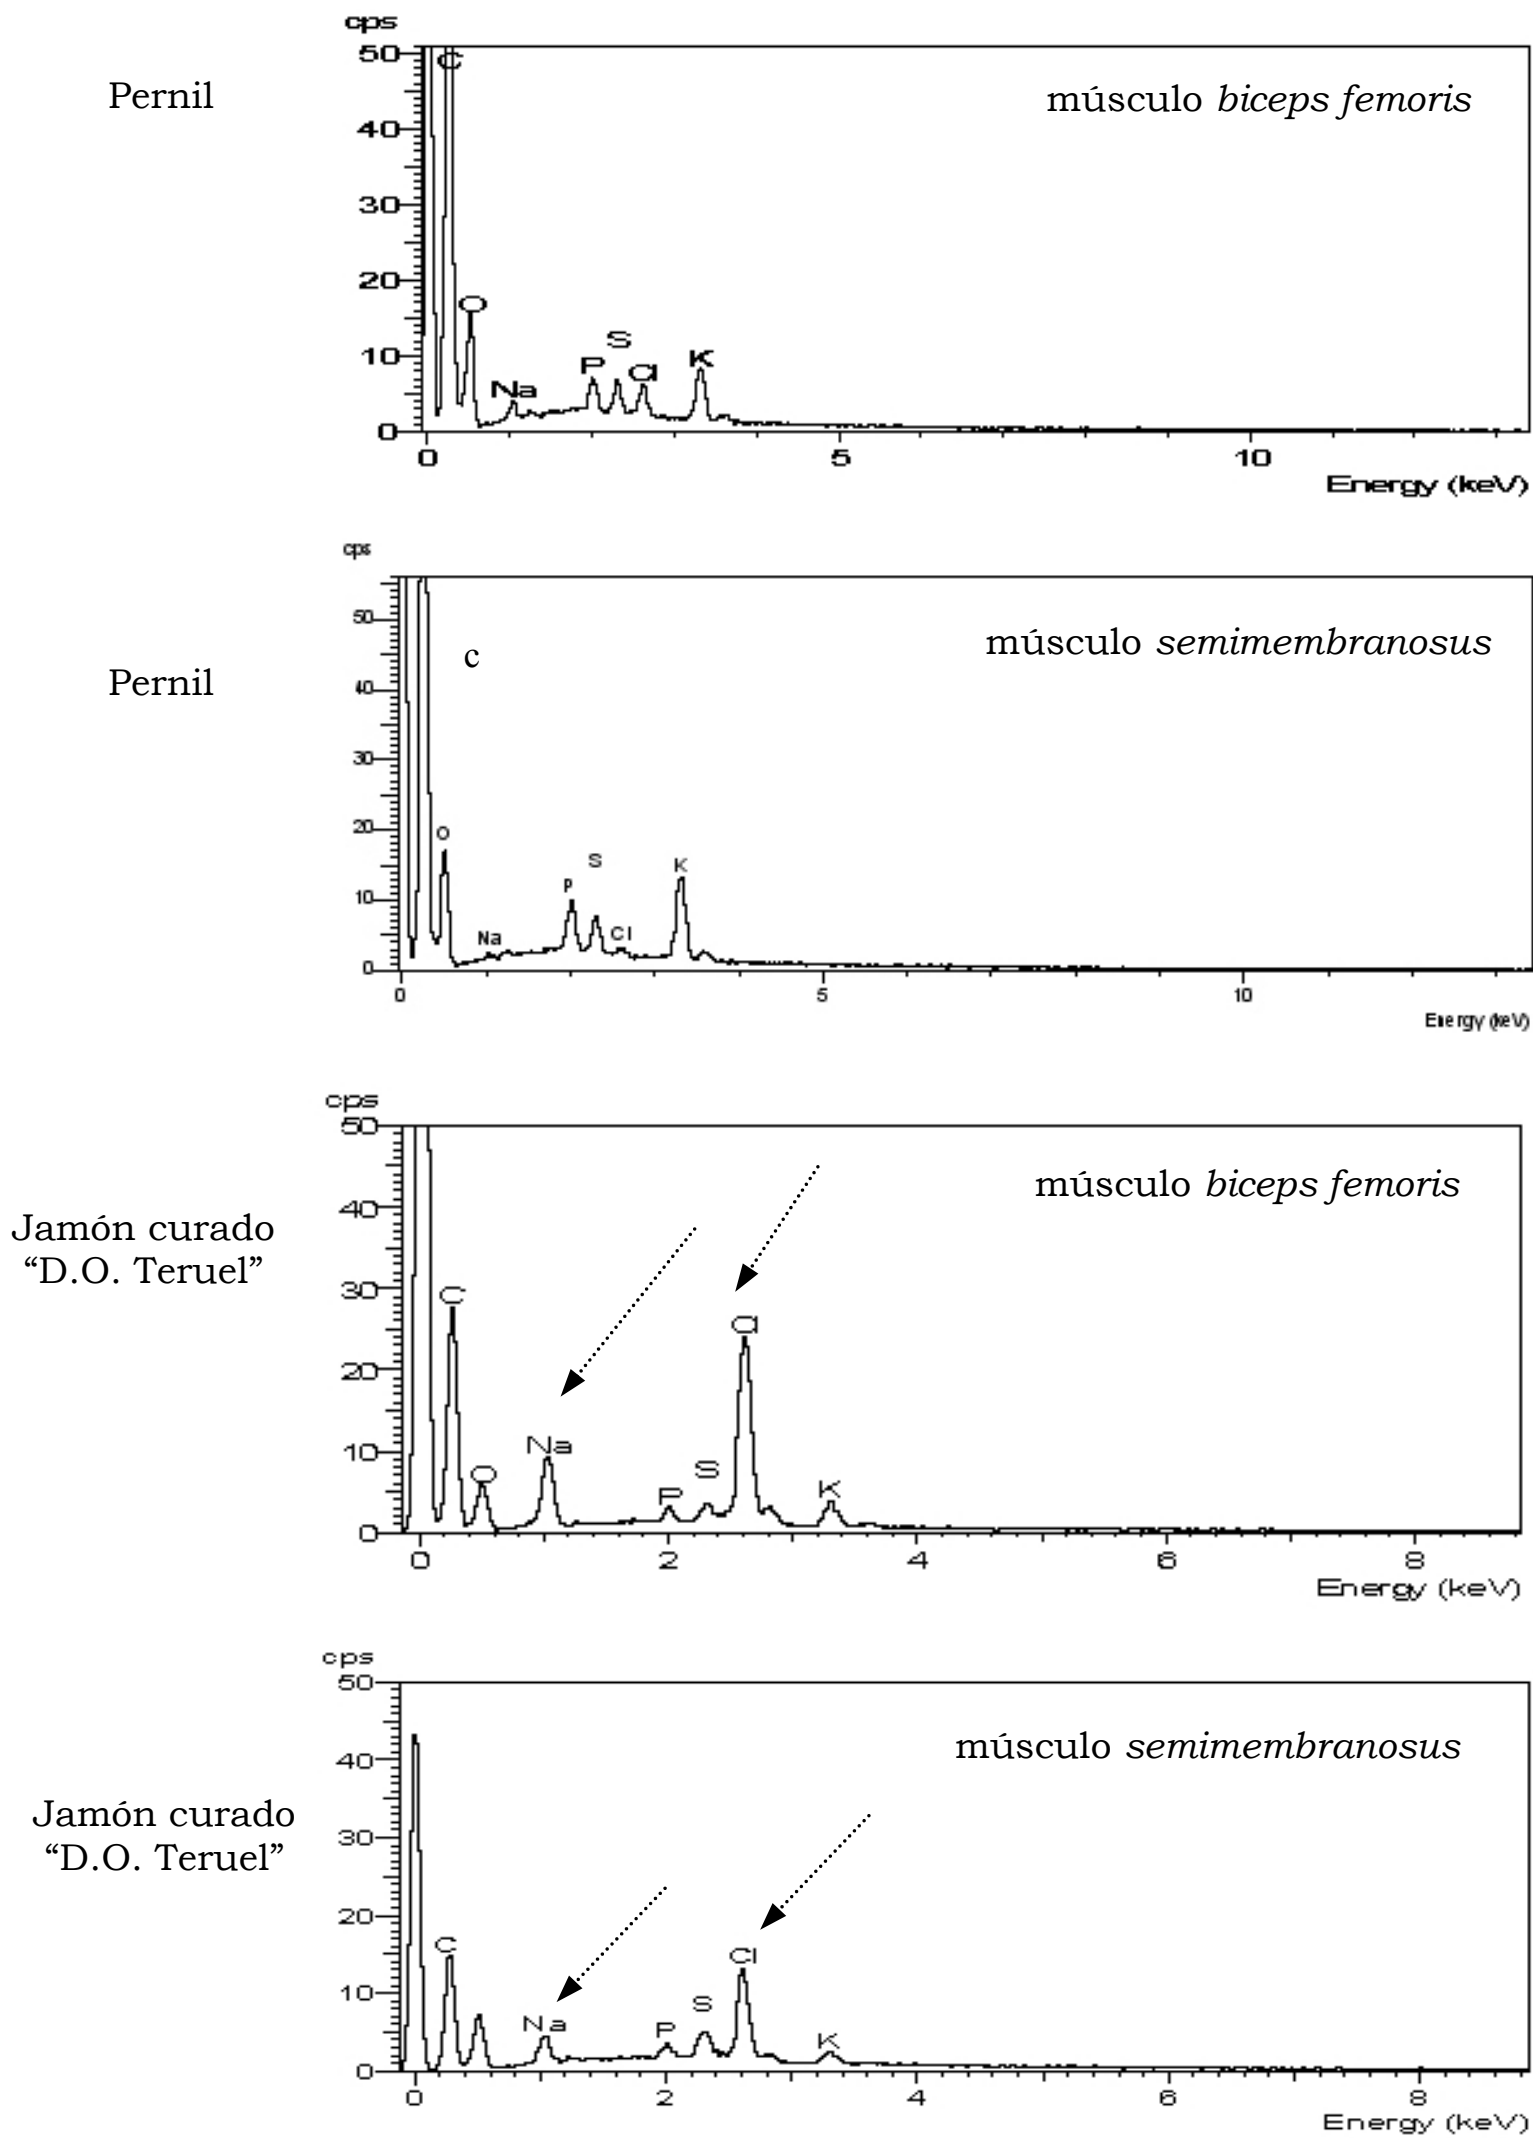 cps
50
C
Pernil
músculo biceps femoris
40
30
20
O
10
Na
P
S
Cl
K
0
0 5 10
Energy (keV)
cps
50
c
músculo semimembranosus
Pernil
40
30
20
O
10
Na
P
S
Cl
K
0
0 5 10
Energy (keV)
cps
50
músculo biceps femoris
40
Jamón curado
“D.O. Teruel”
30
C
Cl
20
10
Na
O
P
S
K
0
0 2 4 6 8
Energy (keV)
cps
50
músculo semimembranosus
40
Jamón curado
“D.O. Teruel”
30
20
C
Cl
10
Na
P
S
K
0
0 2 4 6 8
Energy (keV)